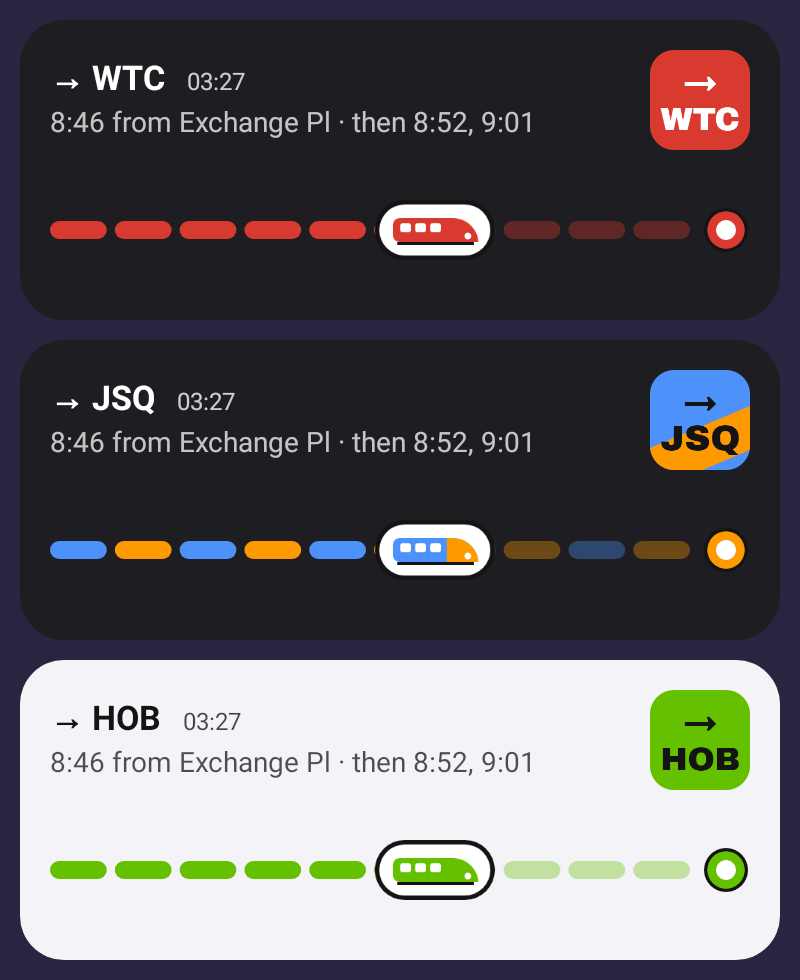 → WTC 03:27
8:46 from Exchange Pl · then 8:52, 9:01
→
WTC
→ JSQ 03:27
8:46 from Exchange Pl · then 8:52, 9:01
→
JSQ
→ HOB 03:27
8:46 from Exchange Pl · then 8:52, 9:01
→
HOB